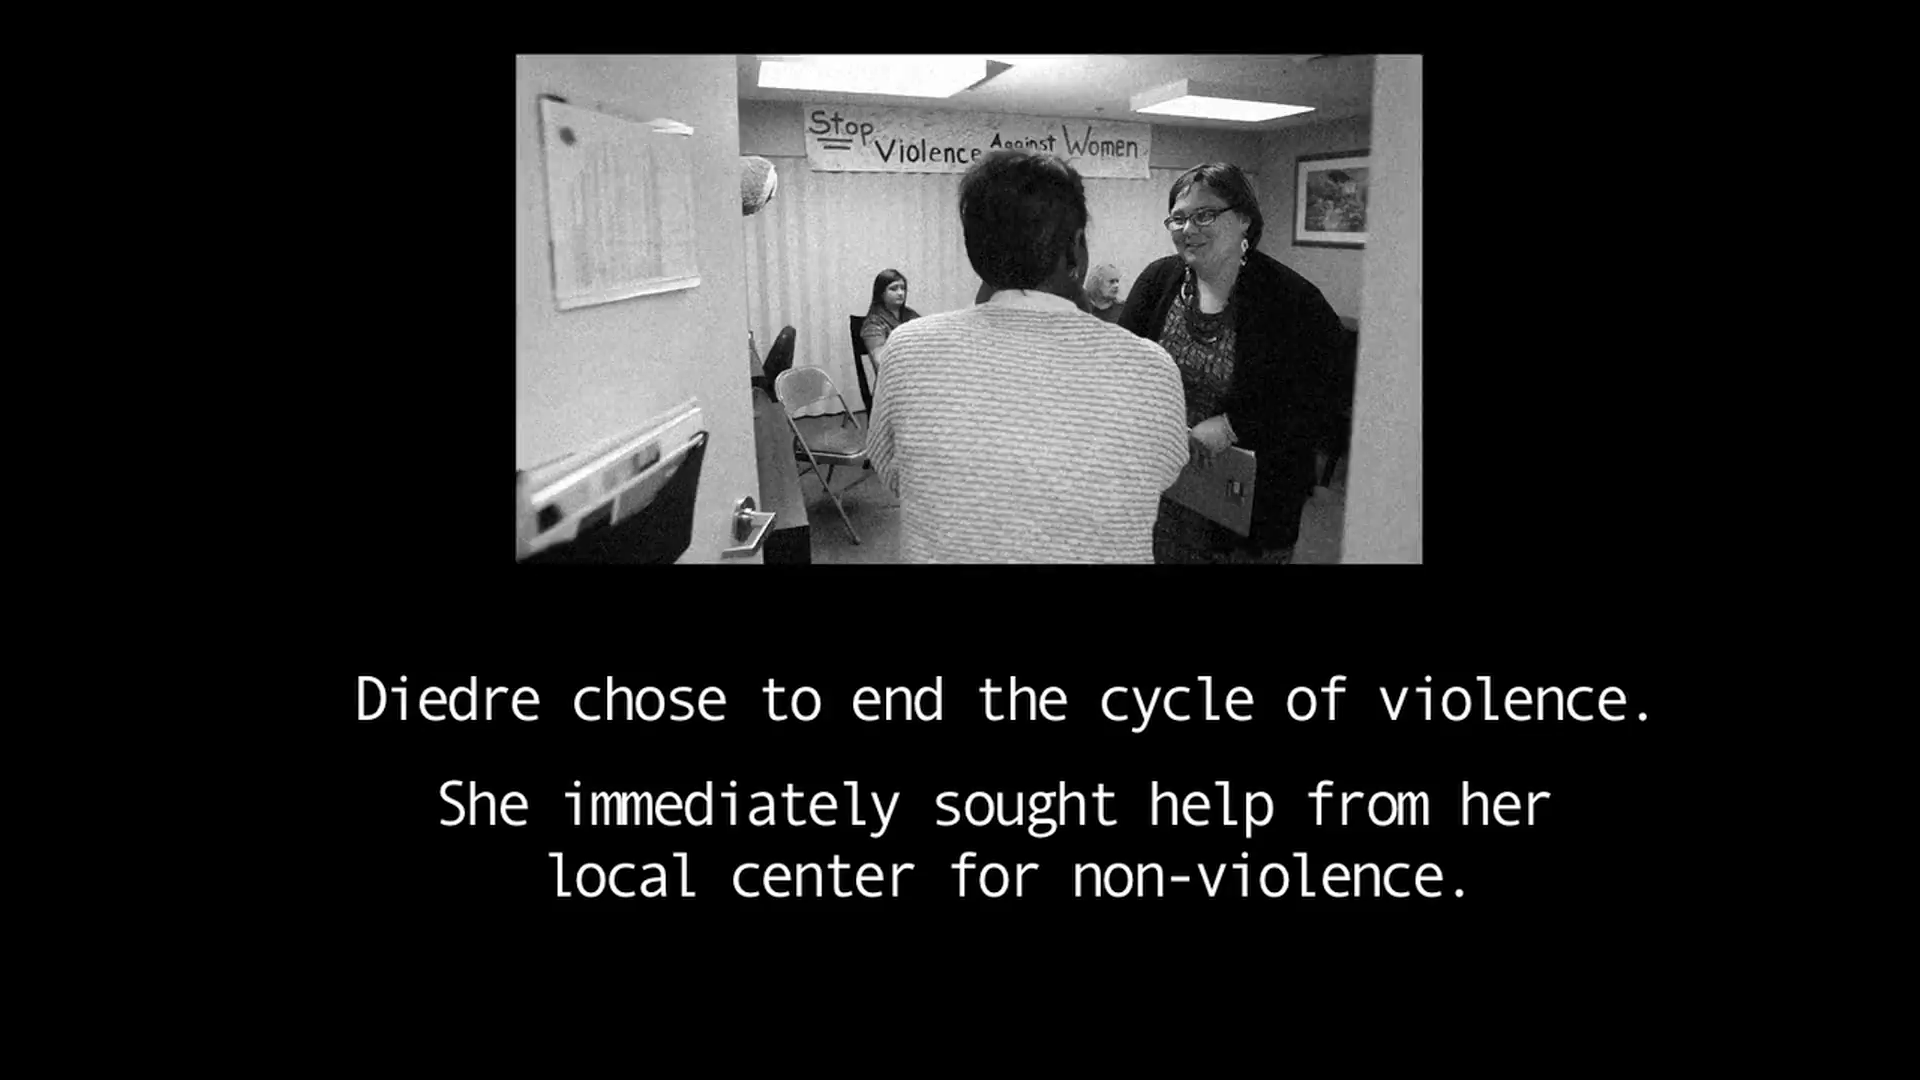 Stop Violence Against Women
Diedre chose to end the cycle of violence.
She immediately sought help from her
local center for non-violence.